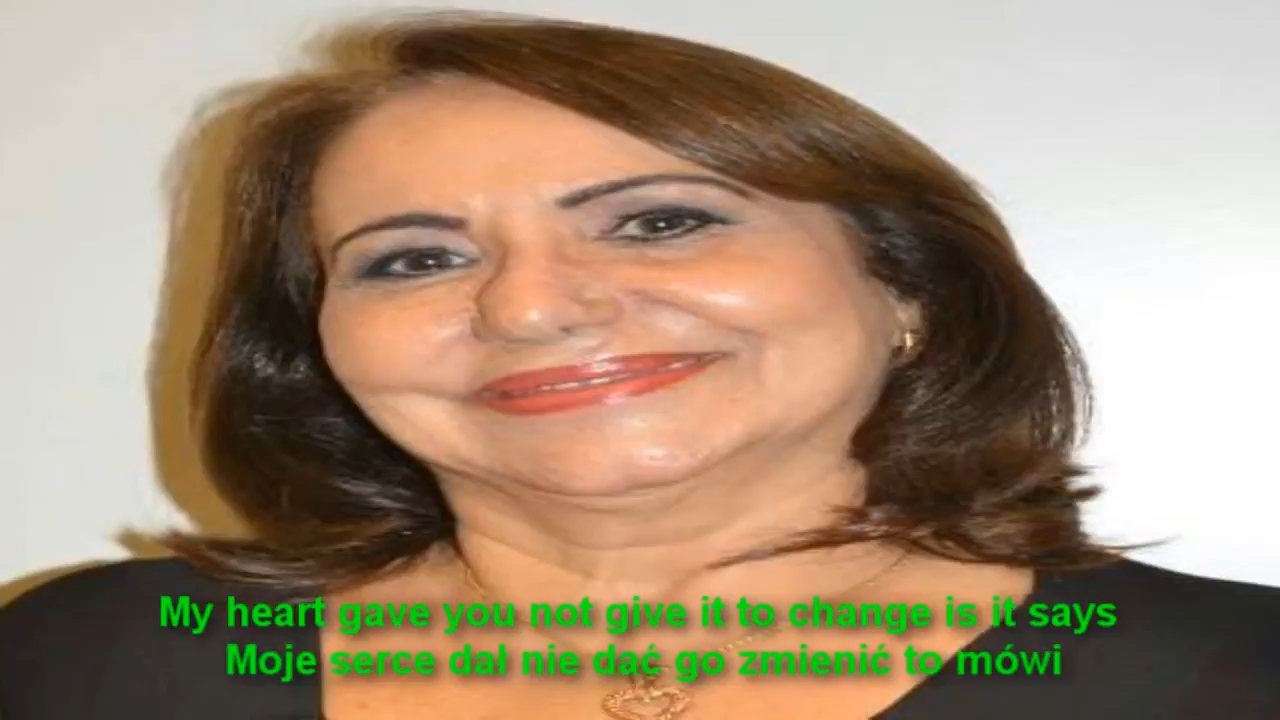 My heart gave you not give it to change is it says
Moje serce dał nie dać go zmienić to mówi